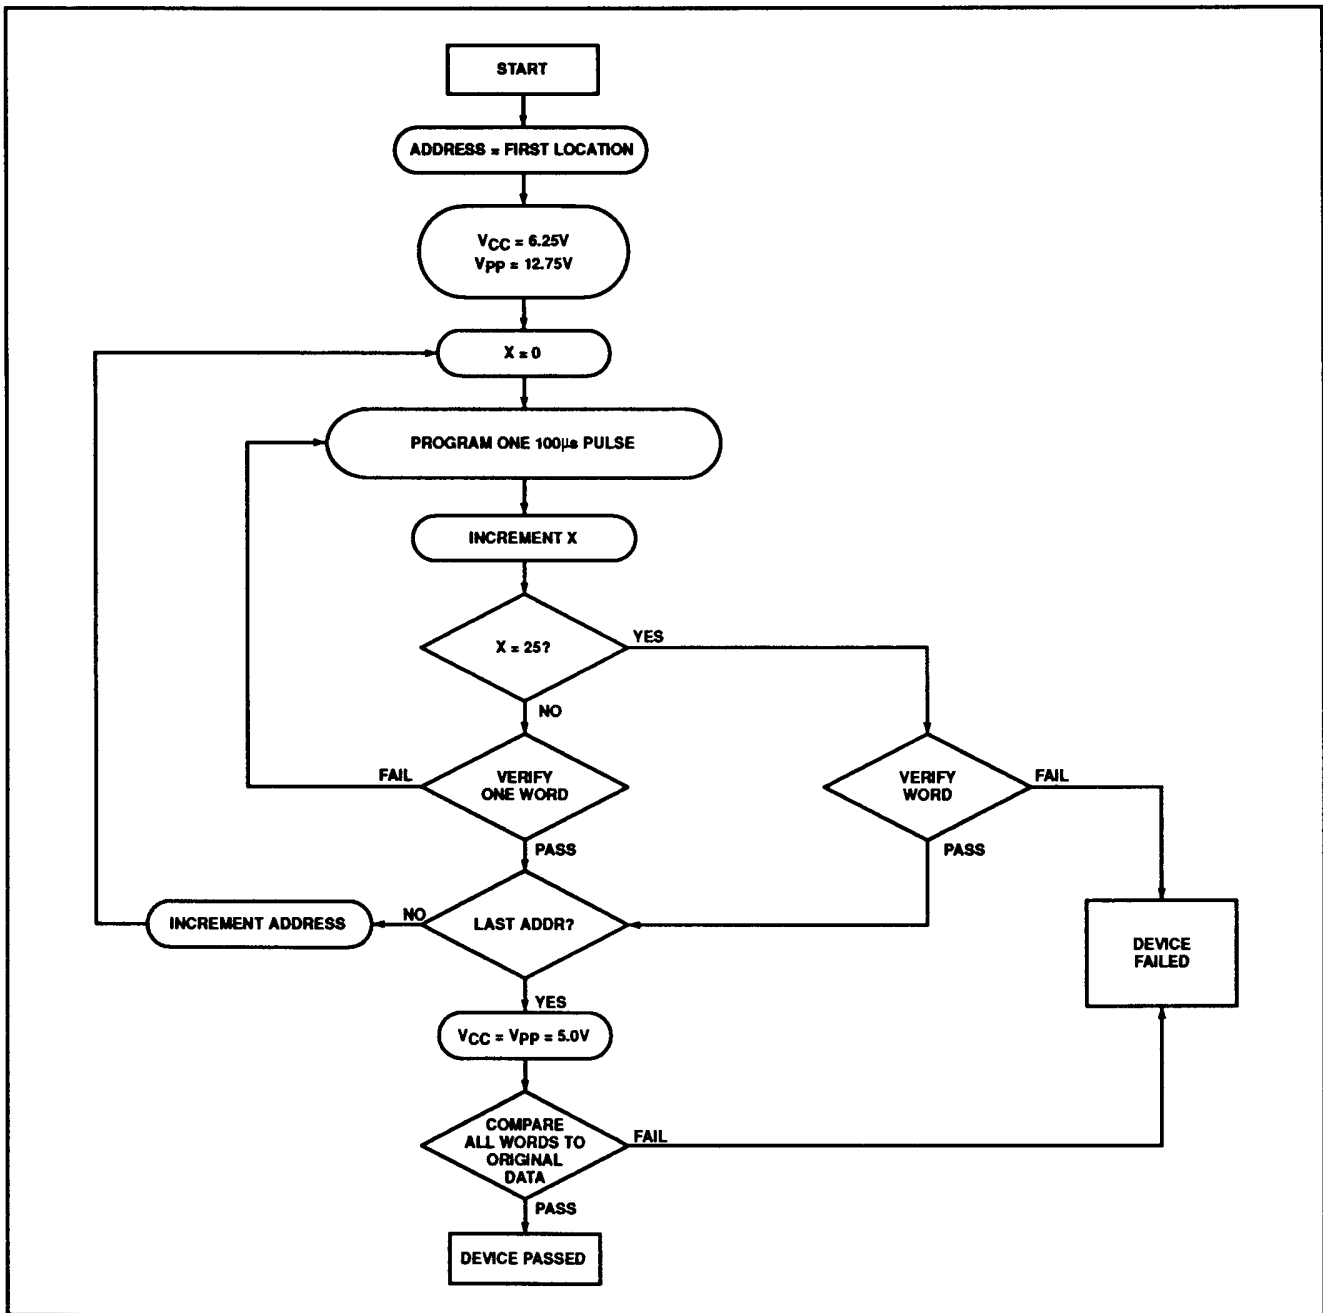 START
ADDRESS = FIRST LOCATION
VCC = 6.25V
VPP = 12.75V
X = 0
PROGRAM ONE 100μs PULSE
INCREMENT X
X = 25?
YES
NO
VERIFY
ONE WORD
FAIL
PASS
VERIFY
WORD
FAIL
PASS
LAST ADDR?
NO
INCREMENT ADDRESS
YES
DEVICE
FAILED
VCC = VPP = 5.0V
COMPARE
ALL WORDS TO
ORIGINAL
DATA
FAIL
PASS
DEVICE PASSED